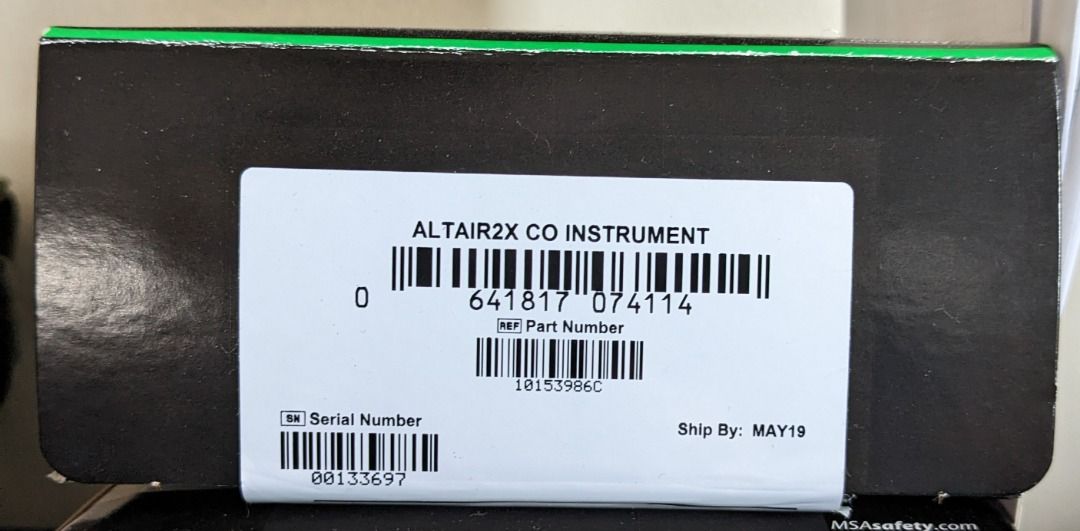 ALTAIR2X CO INSTRUMENT
0 641817 074114
REF Part Number
10153986C
SN Serial Number
00133697
Ship By: MAY19
MSAsafety.com